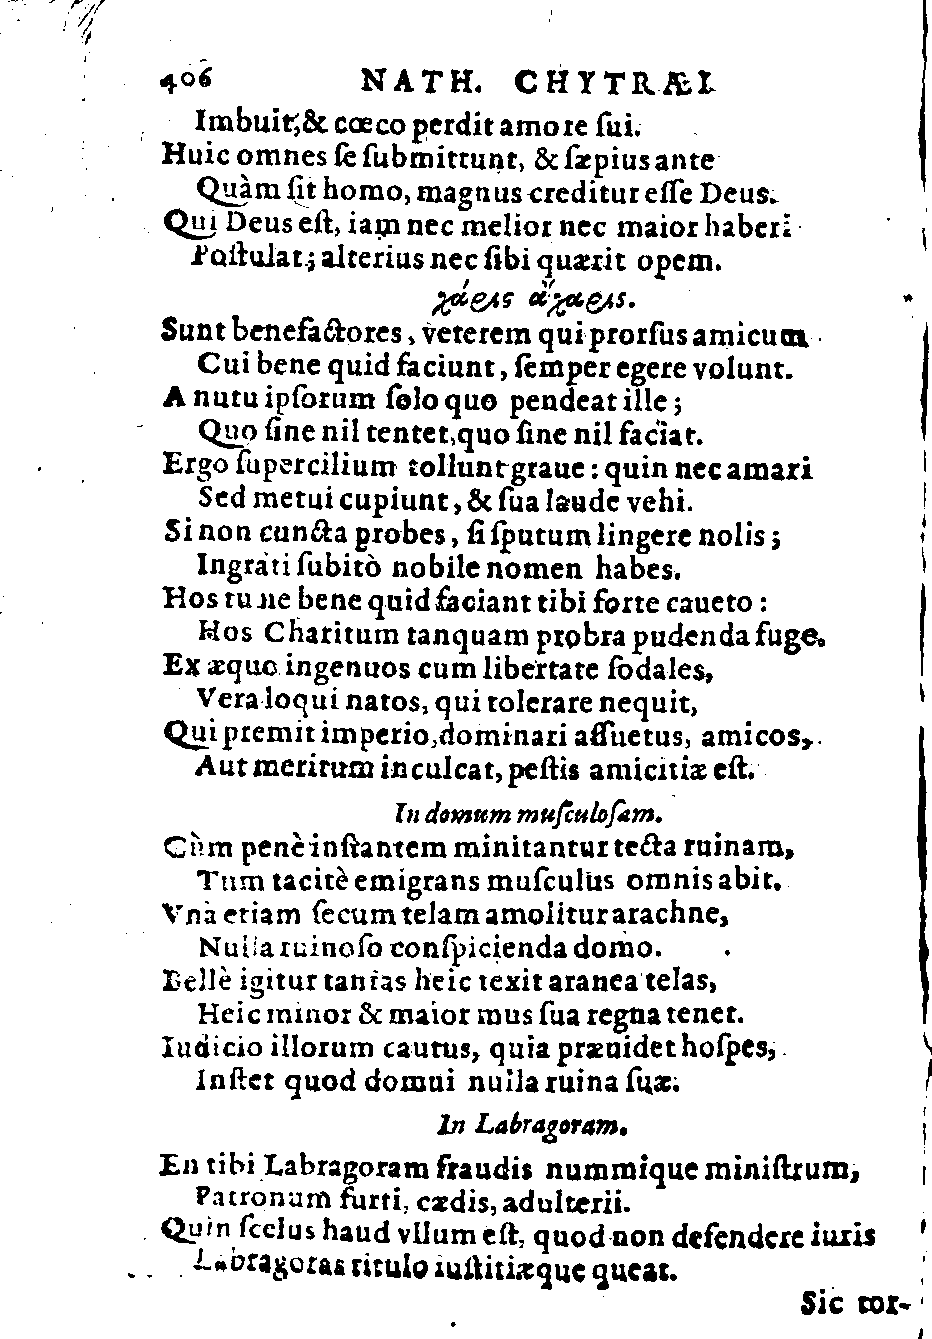 406 NATH. CHYTRÆI
Imbuit, & cœco perdit amore ſui.
Huic omnes ſe ſubmittunt, & ſæpius ante
Quàm ſit homo, magnus creditur eſſe Deus.
Qui Deus eſt, iam nec melior nec maior haberi
Poſtulat; alterius nec ſibi quærit opem.
χάρις ἄχαρις.
Sunt benefactores, veterem qui prorſus amicum
Cui bene quid faciunt, ſemper egere volunt.
A nutu ipſorum ſolo quo pendeat ille;
Quo ſine nil tentet, quo ſine nil faciat.
Ergo ſupercilium tollunt graue: quin nec amari
Sed metui cupiunt, & ſua laude vehi.
Si non cuncta probes, ſi ſputum lingere nolis;
Ingrati ſubitò nobile nomen habes.
Hos tu ne bene quid faciant tibi forte caueto:
Hos Charitum tanquam probra pudenda fuge.
Ex æquo ingenuos cum libertate ſodales,
Vera loqui natos, qui tolerare nequit,
Qui premit imperio, dominari aſſuetus, amicos,
Aut meritum inculcat, peſtis amicitiæ eſt.
In domum muſculoſam.
Cùm penè inſtantem minitantur tecta ruinam,
Tum tacitè emigrans muſculus omnis abit.
Vnà etiam ſecum telam amolitur arachne,
Nulla ruinoſo conſpicienda domo.
Bellè igitur tantas heic texit aranea telas,
Heic minor & maior mus ſua regna tenet.
Iudicio illorum cautus, quia præuidet hoſpes,
Inſtet quod domui nulla ruina ſuæ.
In Labragoram.
En tibi Labragoram fraudis nummique miniſtrum,
Patronum furti, cædis, adulterii.
Quin ſcelus haud vllum eſt, quod non defendere iuris
Labragoras titulo iuſtitiæque queat.
Sic tor-